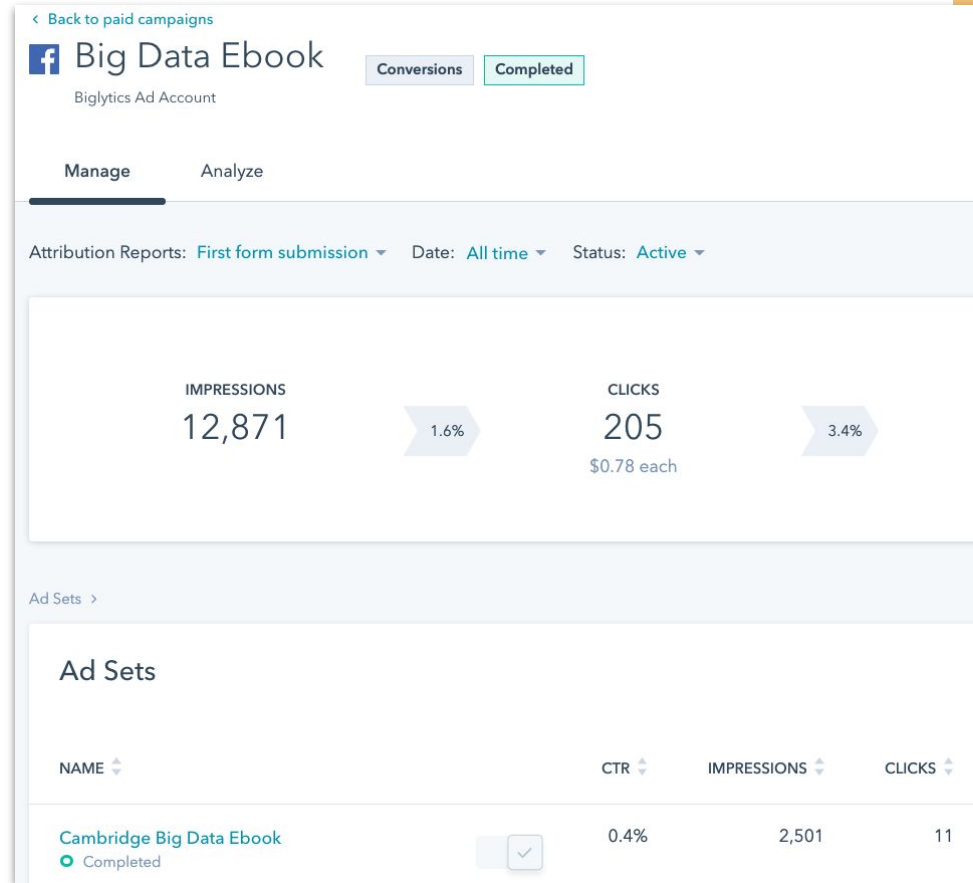 Back to paid campaigns
Big Data Ebook
Conversions
Completed
Biglytics Ad Account
Manage Analyze
Attribution Reports: First form submission Date: All time Status: Active
IMPRESSIONS
12,871
1.6%
CLICKS
205
$0.78 each
3.4%
Ad Sets >
Ad Sets
NAME CTR IMPRESSIONS CLICKS
Cambridge Big Data Ebook 0.4% 2,501 11
Completed